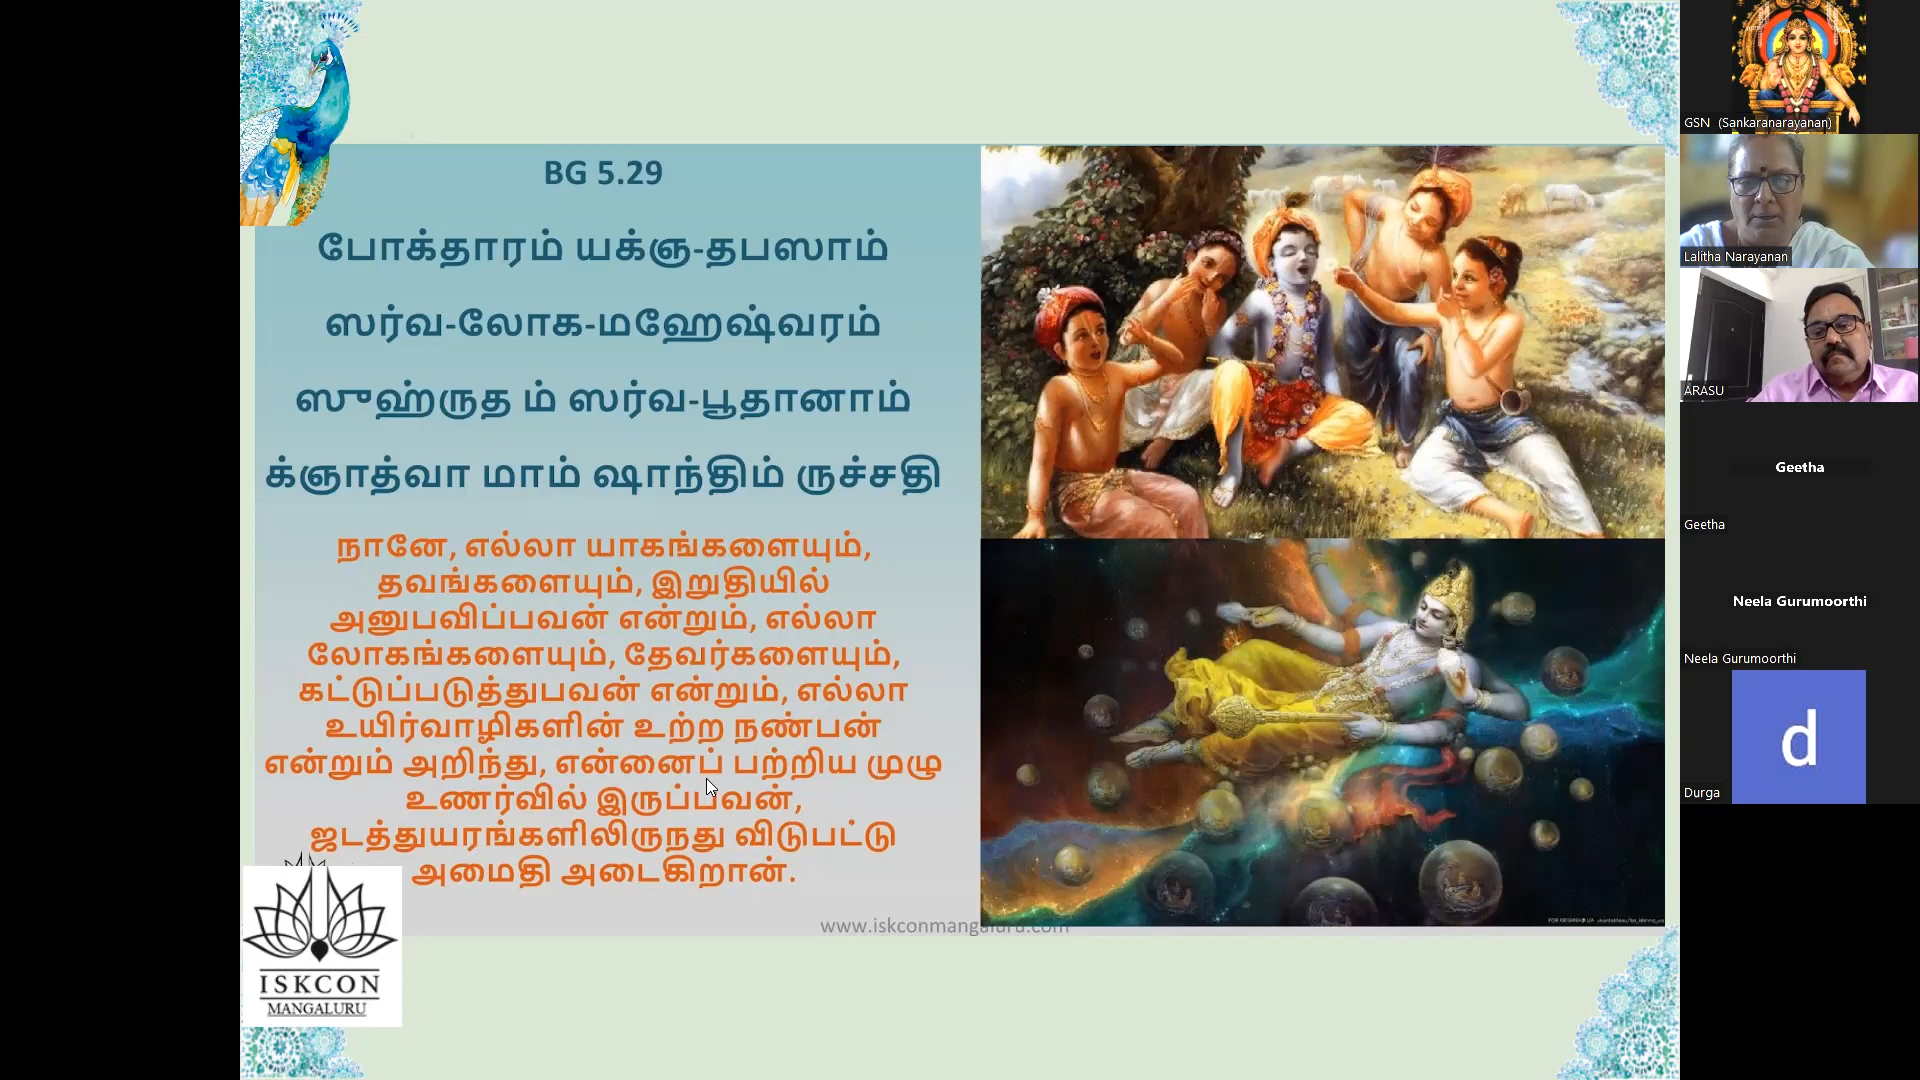 BG 5.29
போக்தாரம் யக்ஞ-தபஸாம்
ஸர்வ-லோக-மஹேஷ்வரம்
ஸுஹ்ருத ம் ஸர்வ-பூதானாம்
க்ஞாத்வா மாம் ஷாந்திம் ருச்சதி
நானே, எல்லா யாகங்களையும்,
தவங்களையும், இறுதியில்
அனுபவிப்பவன் என்றும், எல்லா
லோகங்களையும், தேவர்களையும்,
கட்டுப்படுத்துபவன் என்றும், எல்லா
உயிர்வாழிகளின் உற்ற நண்பன்
என்றும் அறிந்து, என்னைப் பற்றிய முழு
உணர்வில் இருப்பவன்,
ஜடத்துயரங்களிலிருநது விடுபட்டு
அமைதி அடைகிறான்.
www.iskconmangaluru.com
ISKCON
MANGALURU
GSN (Sankaranarayanan)
Lalitha Narayanan
ARASU
Geetha
Geetha
Neela Gurumoorthi
Neela Gurumoorthi
d
Durga